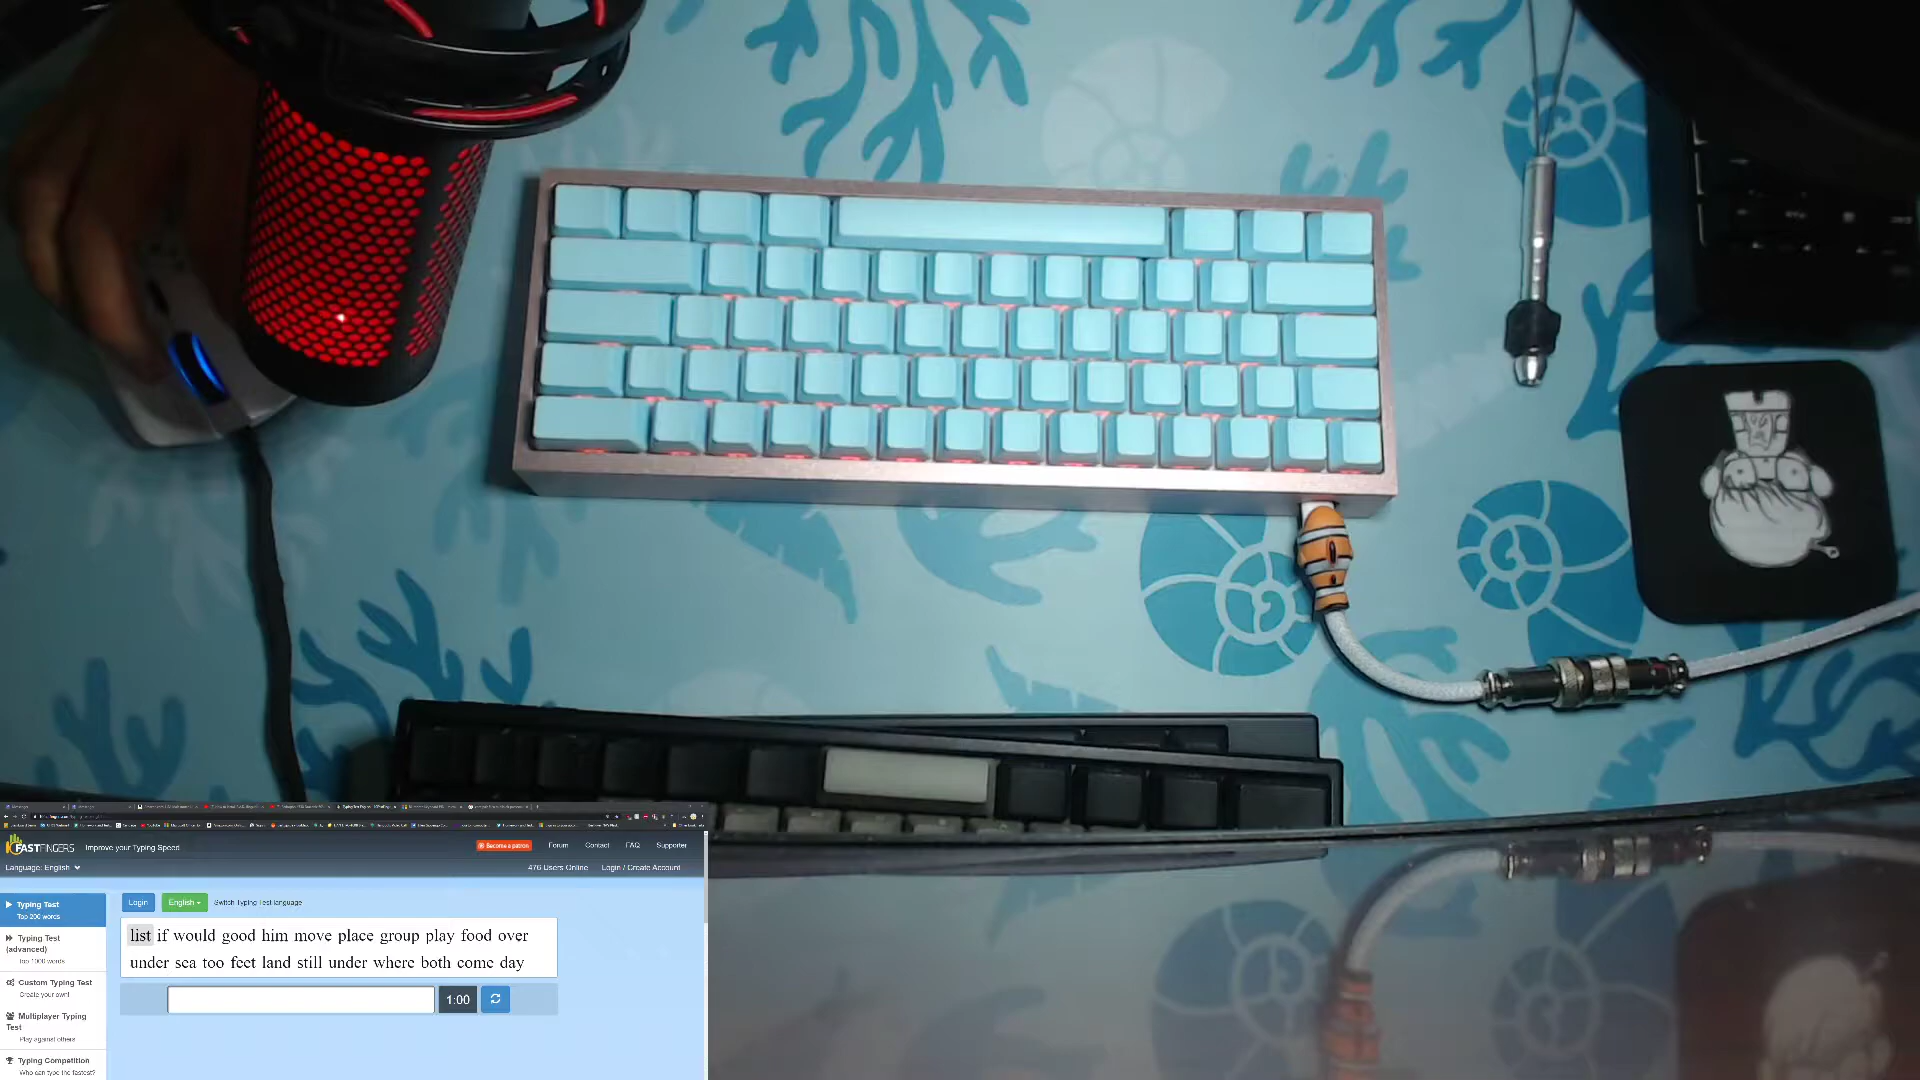 FASTFINGERS
Improve your Typing Speed
Become a patron
Forum
Contact
FAQ
Supporter
Language: English
476 Users Online
Login / Create Account
Typing Test
Top 200 words
Login
English
Switch Typing Test language
list if would good him move place group play food over
under sea too feet land still under where both come day
1:00
Typing Test
(advanced)
Top 1000 words
Custom Typing Test
Create your own!
Multiplayer Typing
Test
Play against others
Typing Competition
Who can type the fastest?